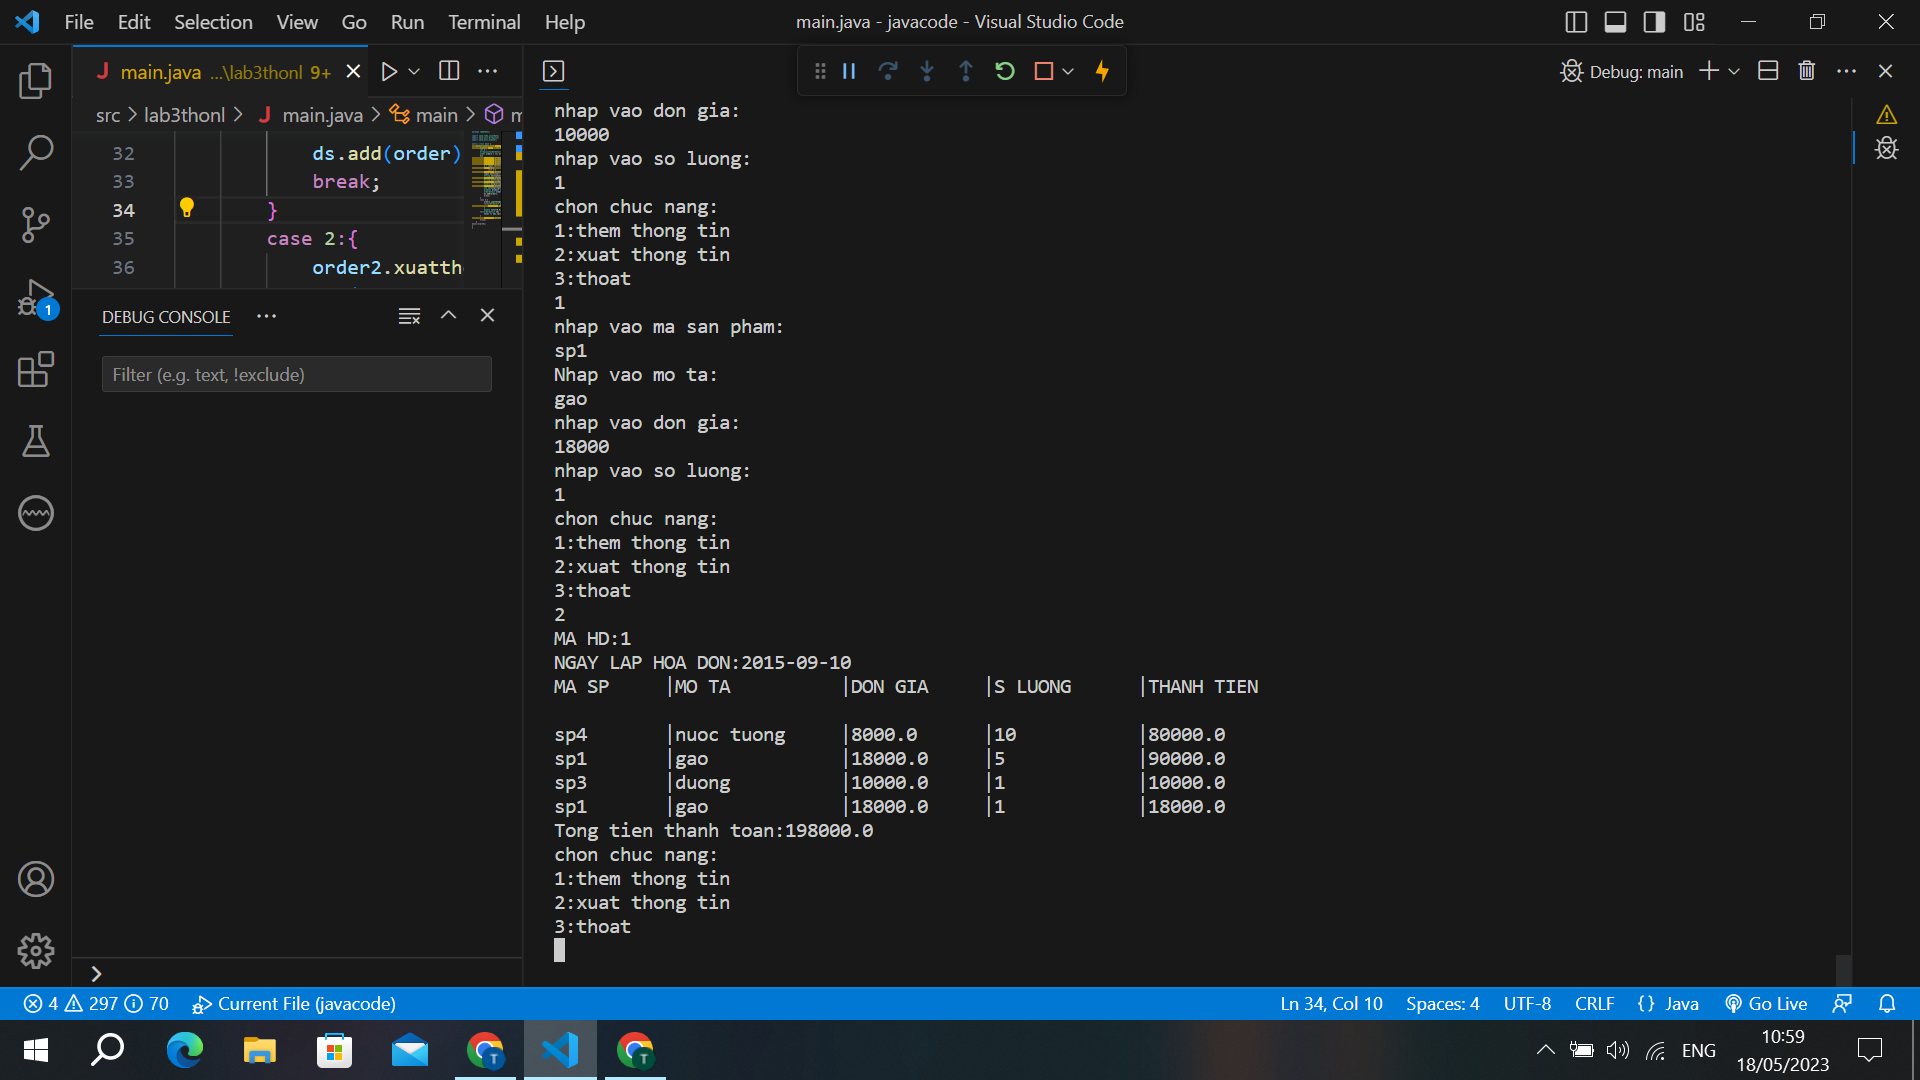 File Edit Selection View Go Run Terminal Help
main.java - javacode - Visual Studio Code
main.java ...\lab3thonl 9+
Debug: main
src > lab3thonl > J main.java > main >
32 ds.add(order)
33 break;
34 }
35 case 2:{
36 order2.xuatth
DEBUG CONSOLE
Filter (e.g. text, !exclude)
nhap vao don gia:
10000
nhap vao so luong:
1
chon chuc nang:
1:them thong tin
2:xuat thong tin
3:thoat
1
nhap vao ma san pham:
sp1
Nhap vao mo ta:
gao
nhap vao don gia:
18000
nhap vao so luong:
1
chon chuc nang:
1:them thong tin
2:xuat thong tin
3:thoat
2
MA HD:1
NGAY LAP HOA DON:2015-09-10
MA SP |MO TA |DON GIA |S LUONG |THANH TIEN
sp4 |nuoc tuong |8000.0 |10 |80000.0
sp1 |gao |18000.0 |5 |90000.0
sp3 |duong |10000.0 |1 |10000.0
sp1 |gao |18000.0 |1 |18000.0
Tong tien thanh toan:198000.0
chon chuc nang:
1:them thong tin
2:xuat thong tin
3:thoat
1
4 297 70 Current File (javacode)
Ln 34, Col 10 Spaces: 4 UTF-8 CRLF {} Java Go Live
ENG
10:59
18/05/2023